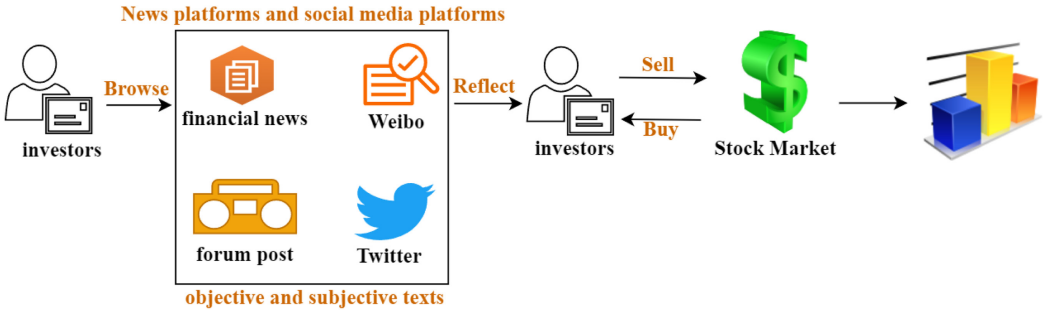 News platforms and social media platforms
investors
Browse
financial news
Weibo
forum post
Twitter
objective and subjective texts
Reflect
investors
Sell
Buy
Stock Market